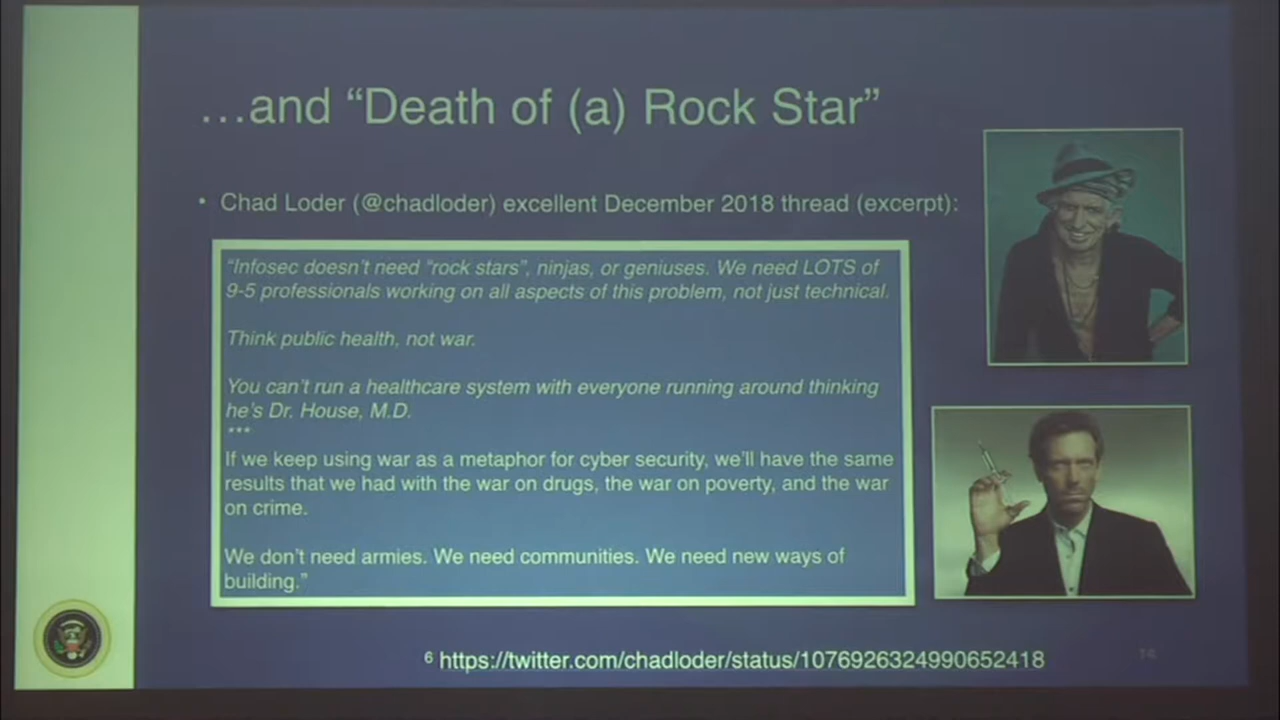 …and “Death of (a) Rock Star”
• Chad Loder (@chadloder) excellent December 2018 thread (excerpt):
“Infosec doesn’t need “rock stars”, ninjas, or geniuses. We need LOTS of
9-5 professionals working on all aspects of this problem, not just technical.
Think public health, not war.
You can’t run a healthcare system with everyone running around thinking
he’s Dr. House, M.D.
***
If we keep using war as a metaphor for cyber security, we’ll have the same
results that we had with the war on drugs, the war on poverty, and the war
on crime.
We don’t need armies. We need communities. We need new ways of
building.”
6 https://twitter.com/chadloder/status/1076926324990652418